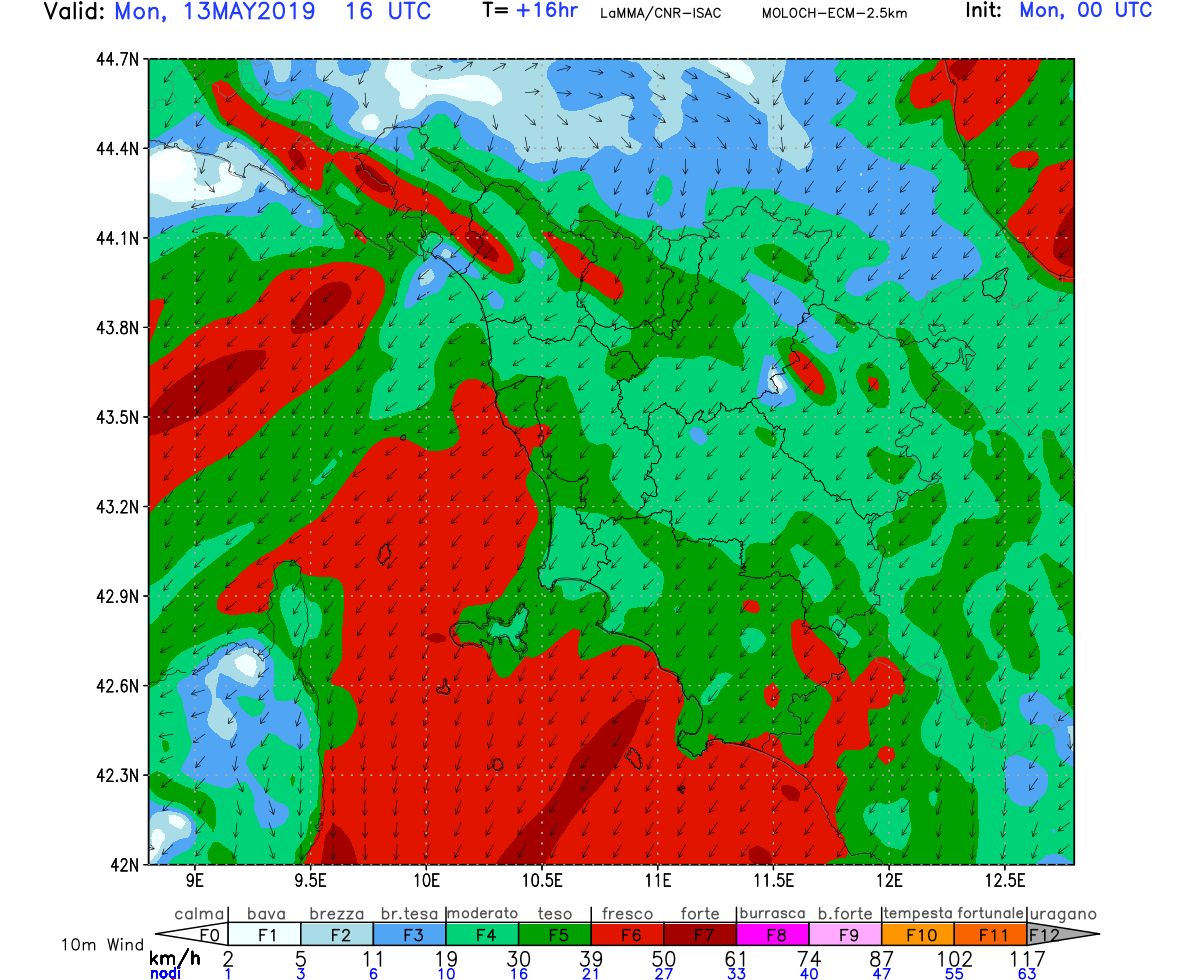 Valid: Mon, 13MAY2019 16 UTC T= +16hr LaMMA/CNR-ISAC MOLOCH-ECM-2.5km Init: Mon, 00 UTC
44.7N
44.4N
44.1N
43.8N
43.5N
43.2N
42.9N
42.6N
42.3N
42N
9E 9.5E 10E 10.5E 11E 11.5E 12E 12.5E
calma bava brezza br.tesa moderato teso fresco forte burrasca b.forte tempesta fortunale uragano
F0 F1 F2 F3 F4 F5 F6 F7 F8 F9 F10 F11 F12
10m Wind
km/h 2 5 11 19 30 39 50 61 74 87 102 117
nodi 1 3 6 10 16 21 27 33 40 47 55 63